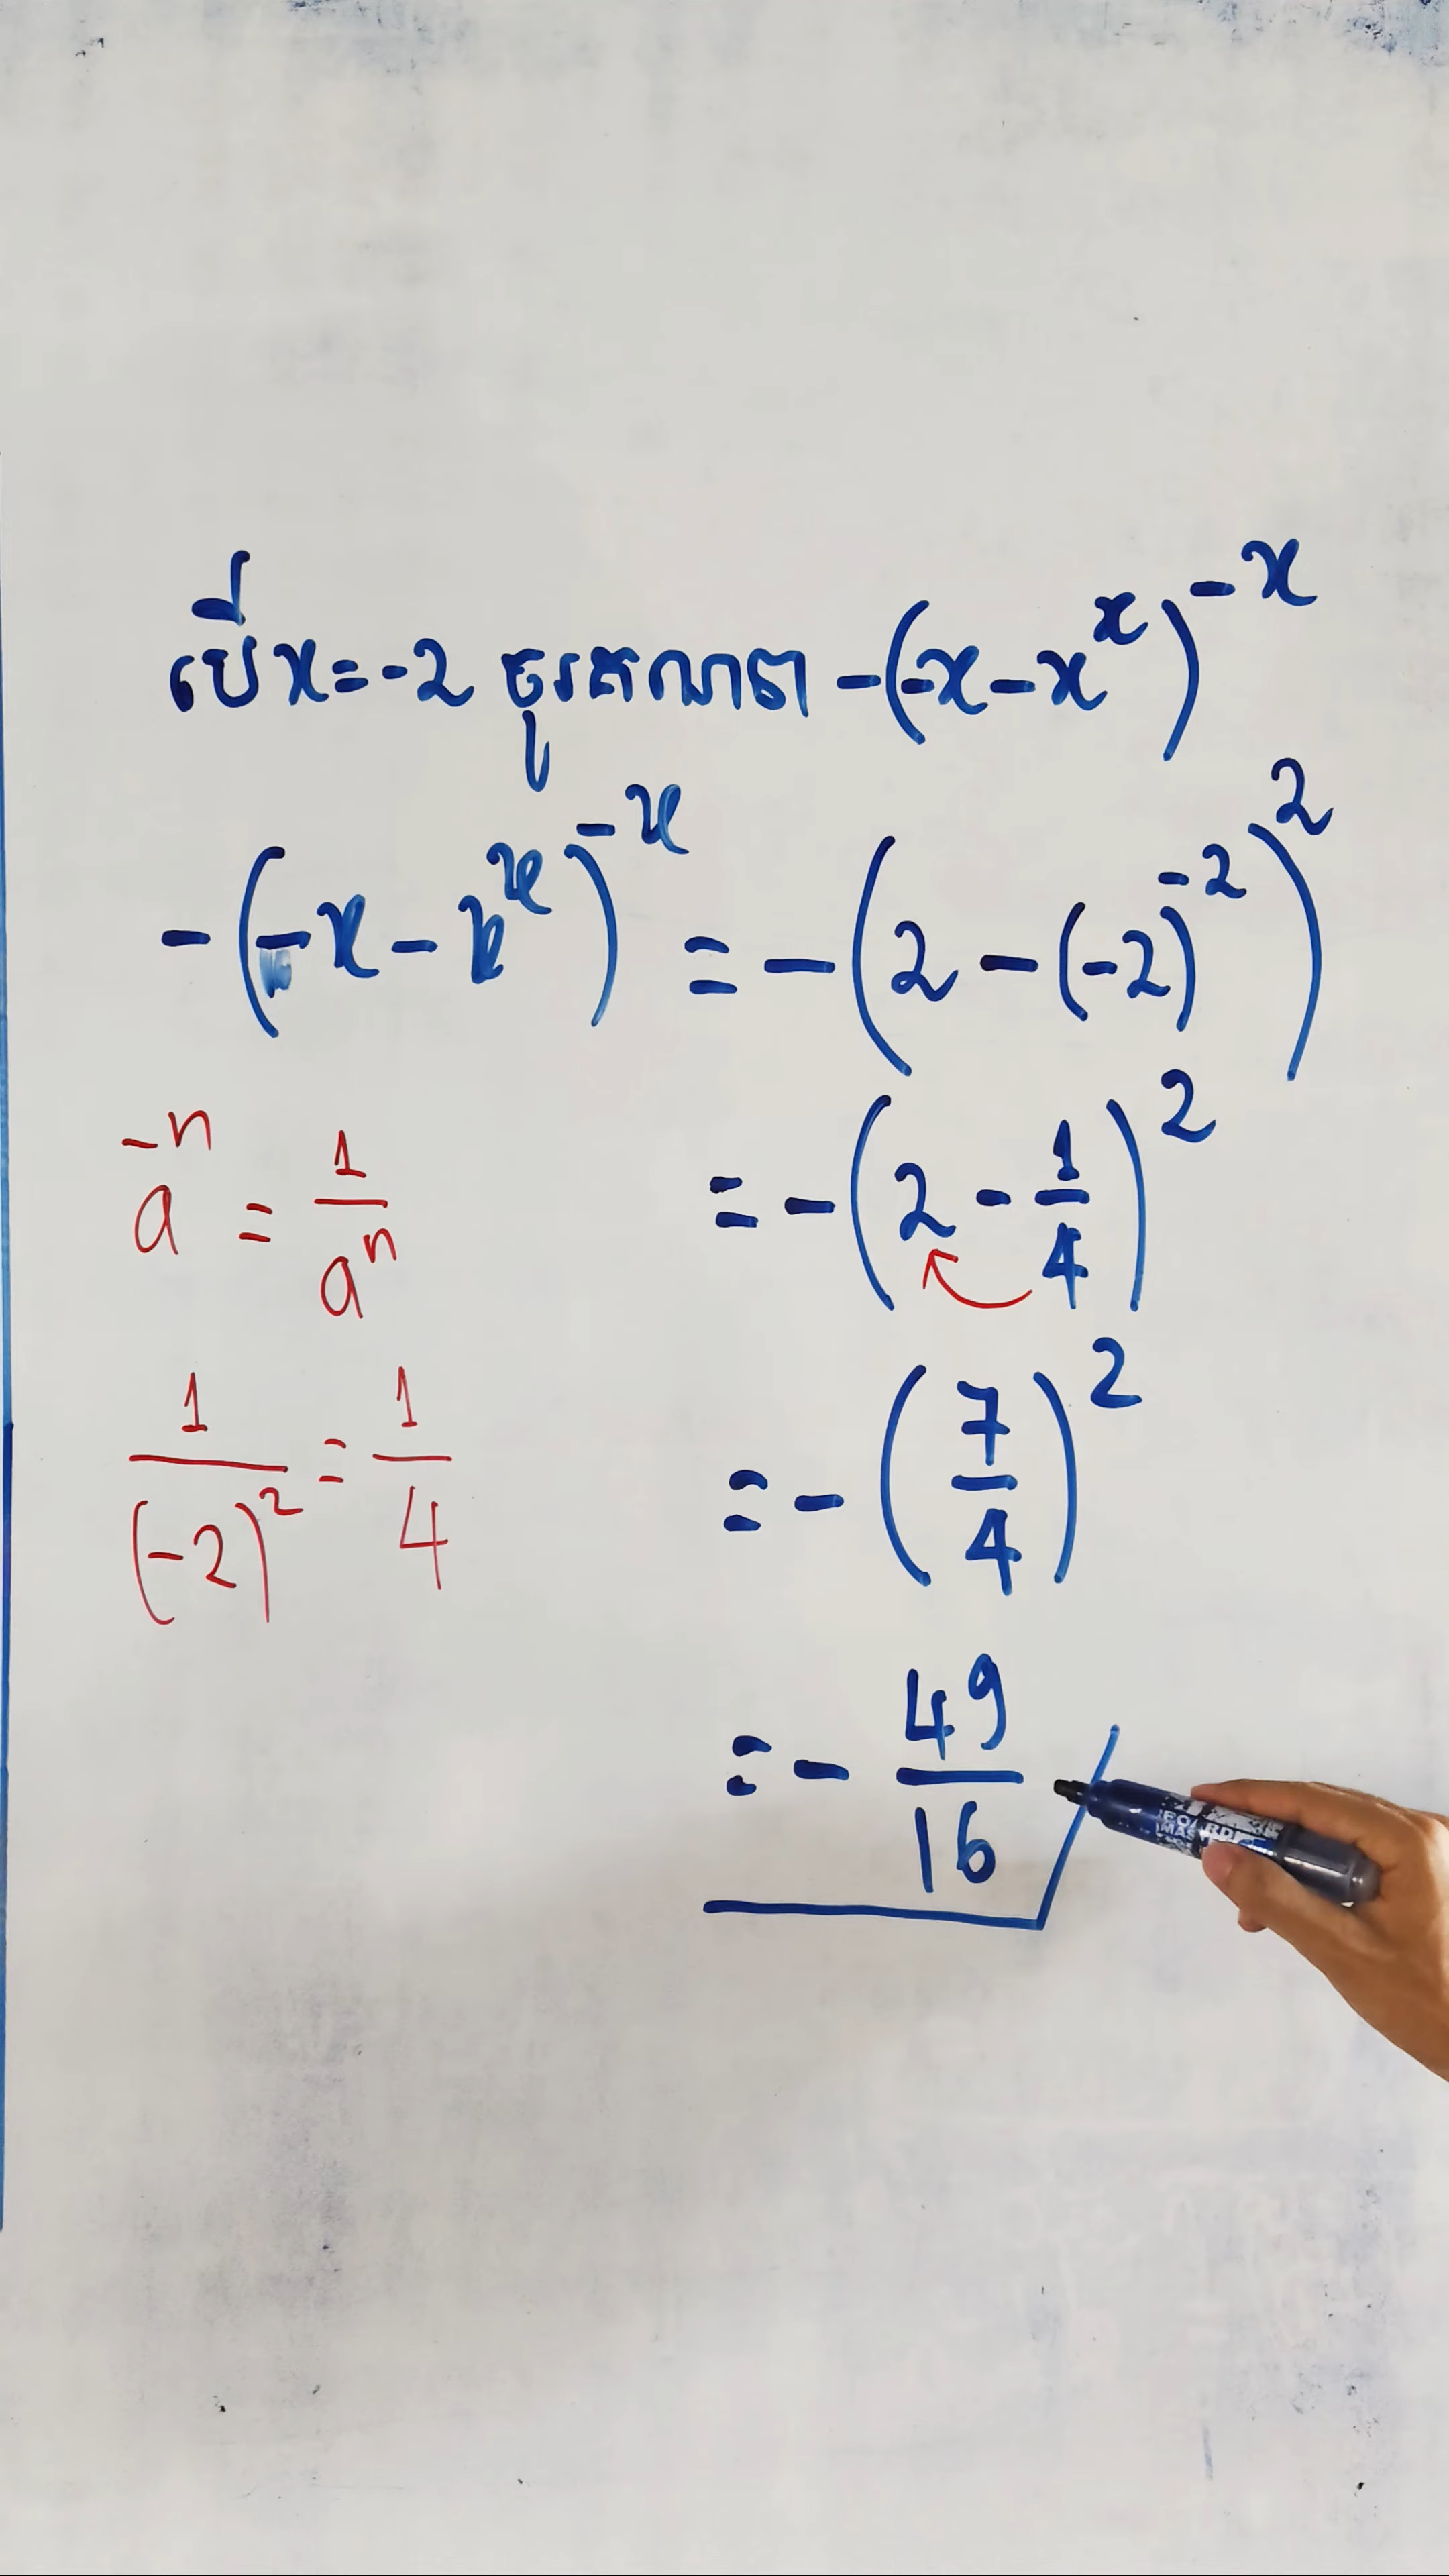 បើ x=-2 ចូរគណនា -(-x-x^x)^-x
-(-x-x^x)^-x = -(2-(-2)^-2)^2
a^-n = 1/a^n
= -(2 - 1/4)^2
1/(-2)^2 = 1/4
= -(7/4)^2
= - 49/16